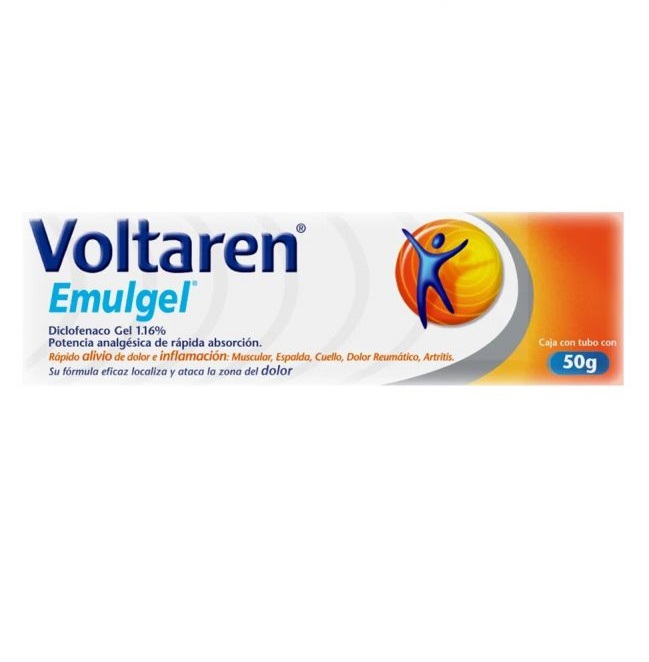 Voltaren®
Emulgel®
Diclofenaco Gel 1.16%
Potencia analgésica de rápida absorción.
Rápido alivio de dolor e inflamación: Muscular, Espalda, Cuello, Dolor Reumático, Artritis.
Su fórmula eficaz localiza y ataca la zona del dolor
Caja con tubo con
50g